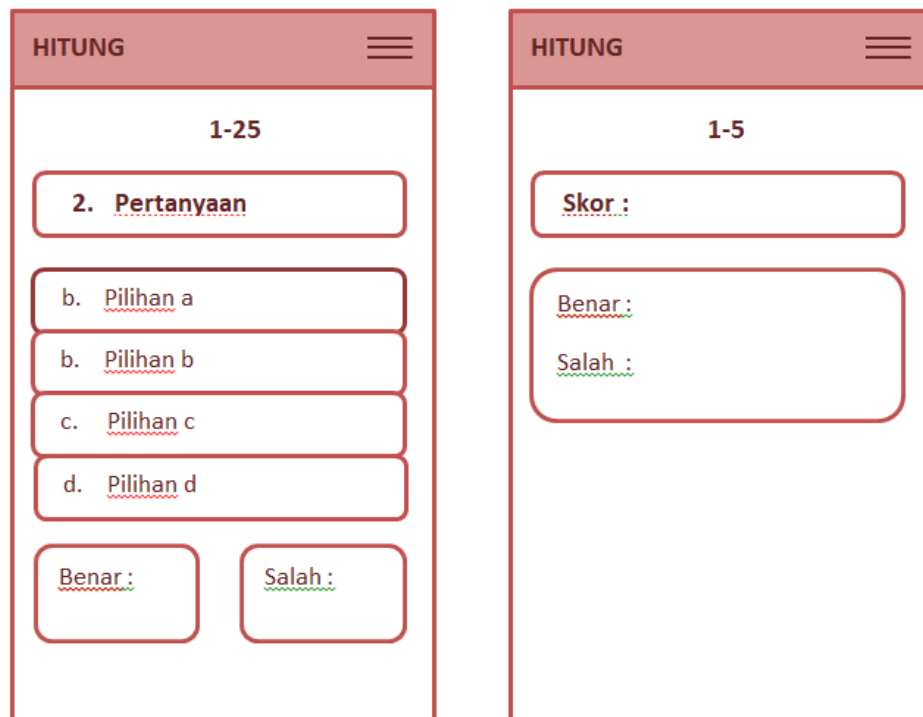 HITUNG
1-25
2. Pertanyaan
b. Pilihan a
b. Pilihan b
c. Pilihan c
d. Pilihan d
Benar :
Salah :
HITUNG
1-5
Skor :
Benar :
Salah :